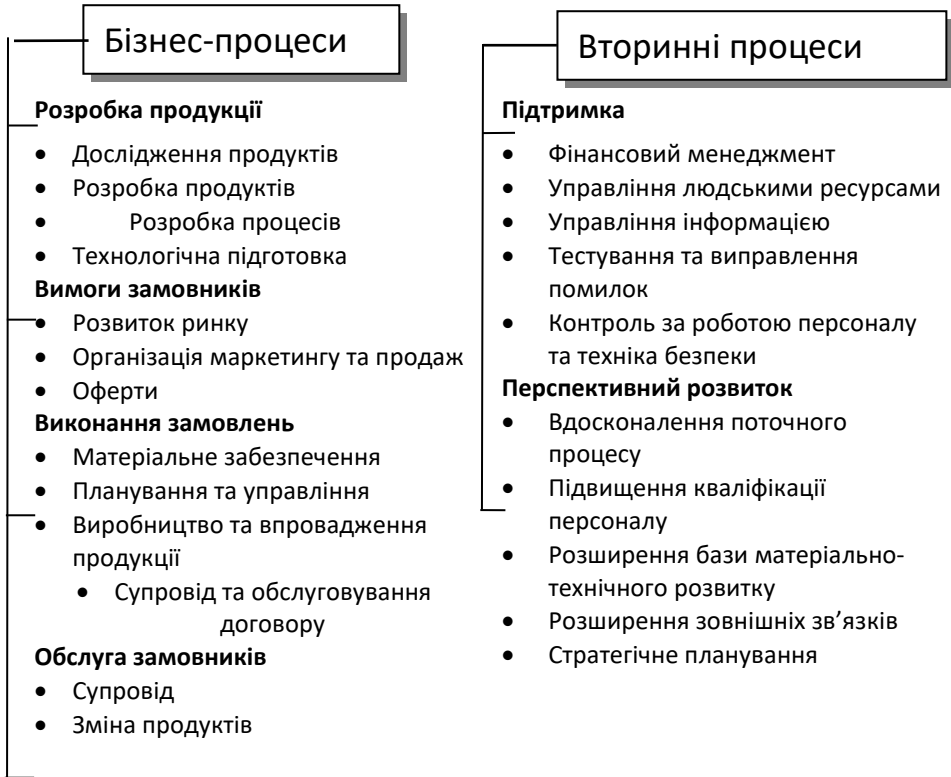 Бізнес-процеси
Розробка продукції
• Дослідження продуктів
• Розробка продуктів
• Розробка процесів
• Технологічна підготовка
Вимоги замовників
• Розвиток ринку
• Організація маркетингу та продаж
• Оферти
Виконання замовлень
• Матеріальне забезпечення
• Планування та управління
• Виробництво та впровадження
продукції
• Супровід та обслуговування
договору
Обслуга замовників
• Супровід
• Зміна продуктів
Вторинні процеси
Підтримка
• Фінансовий менеджмент
• Управління людськими ресурсами
• Управління інформацією
• Тестування та виправлення
помилок
• Контроль за роботою персоналу
та техніка безпеки
Перспективний розвиток
• Вдосконалення поточного
процесу
• Підвищення кваліфікації
персоналу
• Розширення бази матеріально-
технічного розвитку
• Розширення зовнішніх зв’язків
• Стратегічне планування